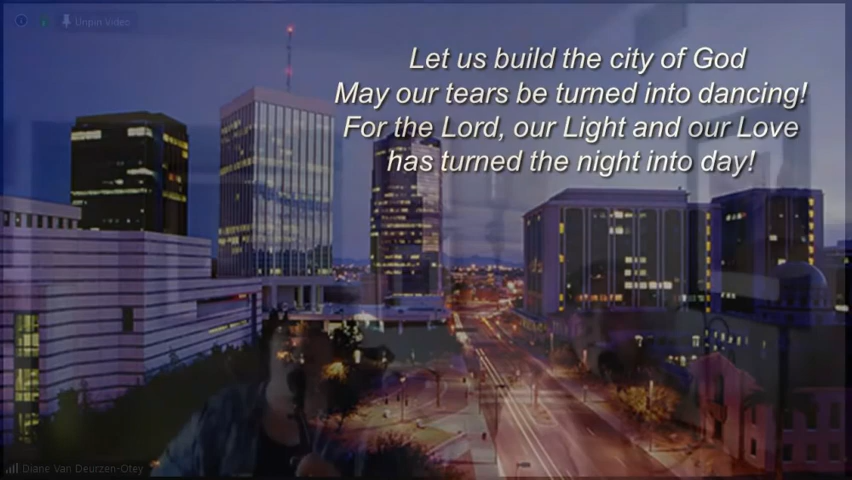 Unpin Video
Let us build the city of God
May our tears be turned into dancing!
For the Lord, our Light and our Love
has turned the night into day!
Diane Van Deurzen-Otey